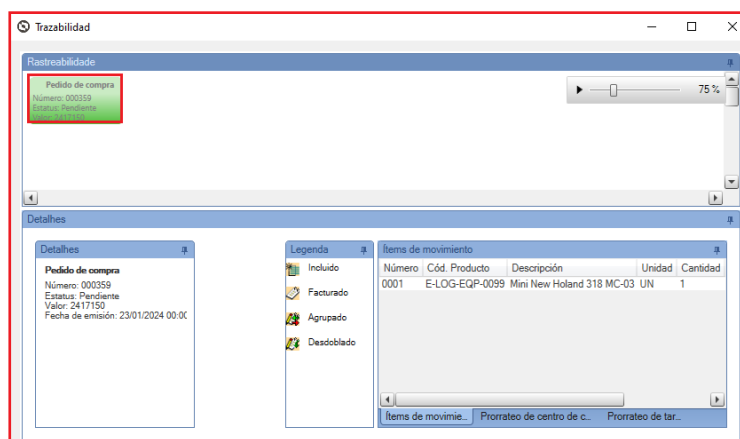 Trazabilidad
Rastreabilidade
Pedido de compra
Número: 000359
Estatus: Pendiente
Valor: 2417150
75 %
Detalhes
Detalhes
Pedido de compra
Número: 000359
Estatus: Pendiente
Valor: 2417150
Fecha de emisión: 23/01/2024 00:00
Legenda
Incluido
Facturado
Agrupado
Desdoblado
Ítems de movimiento
Número Cód. Producto Descripción Unidad Cantidad
0001 E-LOG-EQP-0099 Mini New Holand 318 MC-03 UN 1
Ítems de movimie... Prorrateo de centro de c... Prorrateo de tar...